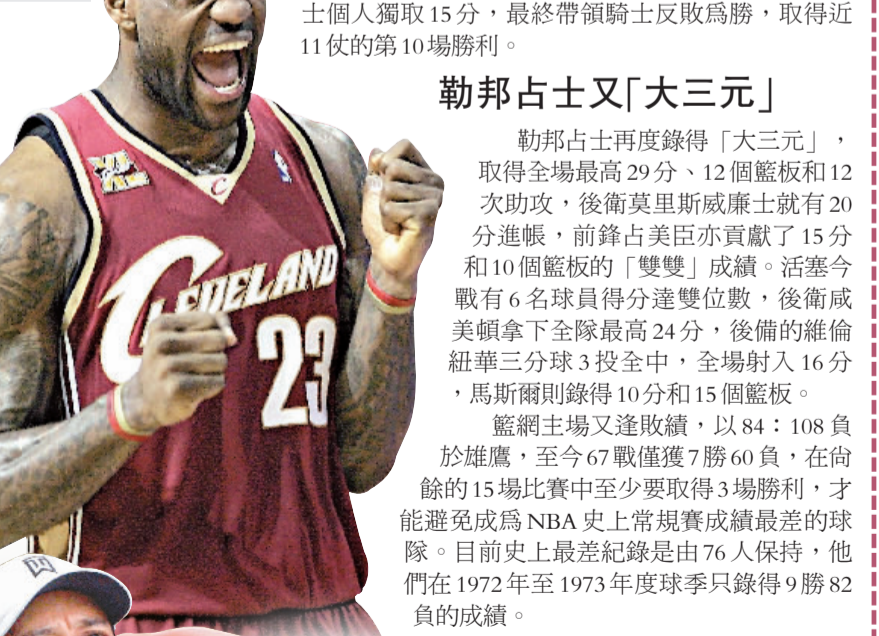 士個人獨取15分，最終帶領騎士反敗爲勝，取得近
11仗的第10場勝利。
勒邦占士又「大三元」
勒邦占士再度錄得「大三元」，
取得全場最高29分、12個籃板和12
次助攻，後衛莫里斯威廉士就有20
分進帳，前鋒占美臣亦貢獻了15分
和10個籃板的「雙雙」成績。活塞今
戰有6名球員得分達雙位數，後衛咸
美頓拿下全隊最高24分，後備的維倫
紐華三分球3投全中，全場射入16分
，馬斯爾則錄得10分和15個籃板。
籃網主場又逢敗績，以84：108負
於雄鷹，至今67戰僅獲7勝60負，在尙
餘的15場比賽中至少要取得3場勝利，才
能避免成爲NBA史上常規賽成績最差的球
隊。目前史上最差紀錄是由76人保持，他
們在1972年至1973年度球季只錄得9勝82
負的成績。
C
CLEVELAND
23